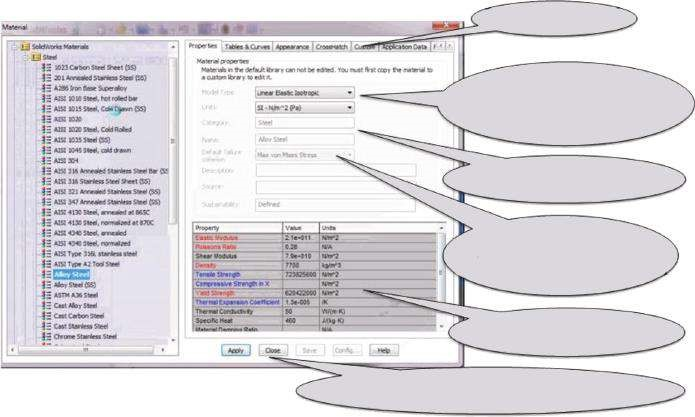 Material
Properties Tables & Curves Appearance CrossHatch Custom Application Data
SolidWorks Materials
Steel
1023 Carbon Steel Sheet (SS)
201 Annealed Stainless Steel (SS)
A286 Iron Base Superalloy
AISI 1010 Steel, hot rolled bar
AISI 1015 Steel, Cold Drawn (SS)
AISI 1020
AISI 1020 Steel, Cold Rolled
AISI 1035 Steel (SS)
AISI 1045 Steel, cold drawn
AISI 304
AISI 316 Annealed Stainless Steel Bar (SS
AISI 316 Stainless Steel Sheet (SS)
AISI 321 Annealed Stainless Steel (SS)
AISI 347 Annealed Stainless Steel (SS)
AISI 4130 Steel, annealed at 865C
AISI 4130 Steel, normalized at 870C
AISI 4340 Steel, annealed
AISI 4340 Steel, normalized
AISI Type 316L stainless steel
AISI Type A2 Tool Steel
Alloy Steel
Alloy Steel (SS)
ASTM A36 Steel
Cast Alloy Steel
Cast Carbon Steel
Cast Stainless Steel
Chrome Stainless Steel
Material properties
Materials in the default library can not be edited. You must first copy the material to
a custom library to edit it.
Model Type: Linear Elastic Isotropic
Units: SI - N/m^2 (Pa)
Category: Steel
Name: Alloy Steel
Default failure
criterion: Max von Mises Stress
Description:
Source:
Sustainability: Defined
Property Value Units
Elastic Modulus 2.1e+011 N/m^2
Poissons Ratio 0.28 N/A
Shear Modulus 7.9e+010 N/m^2
Density 7700 kg/m^3
Tensile Strength 723825600 N/m^2
Compressive Strength in X N/m^2
Yield Strength 620422000 N/m^2
Thermal Expansion Coefficient 1.3e-005 /K
Thermal Conductivity 50 W/(m·K)
Specific Heat 460 J/(kg·K)
Material Damping Ratio N/A
Apply Close Save Config... Help